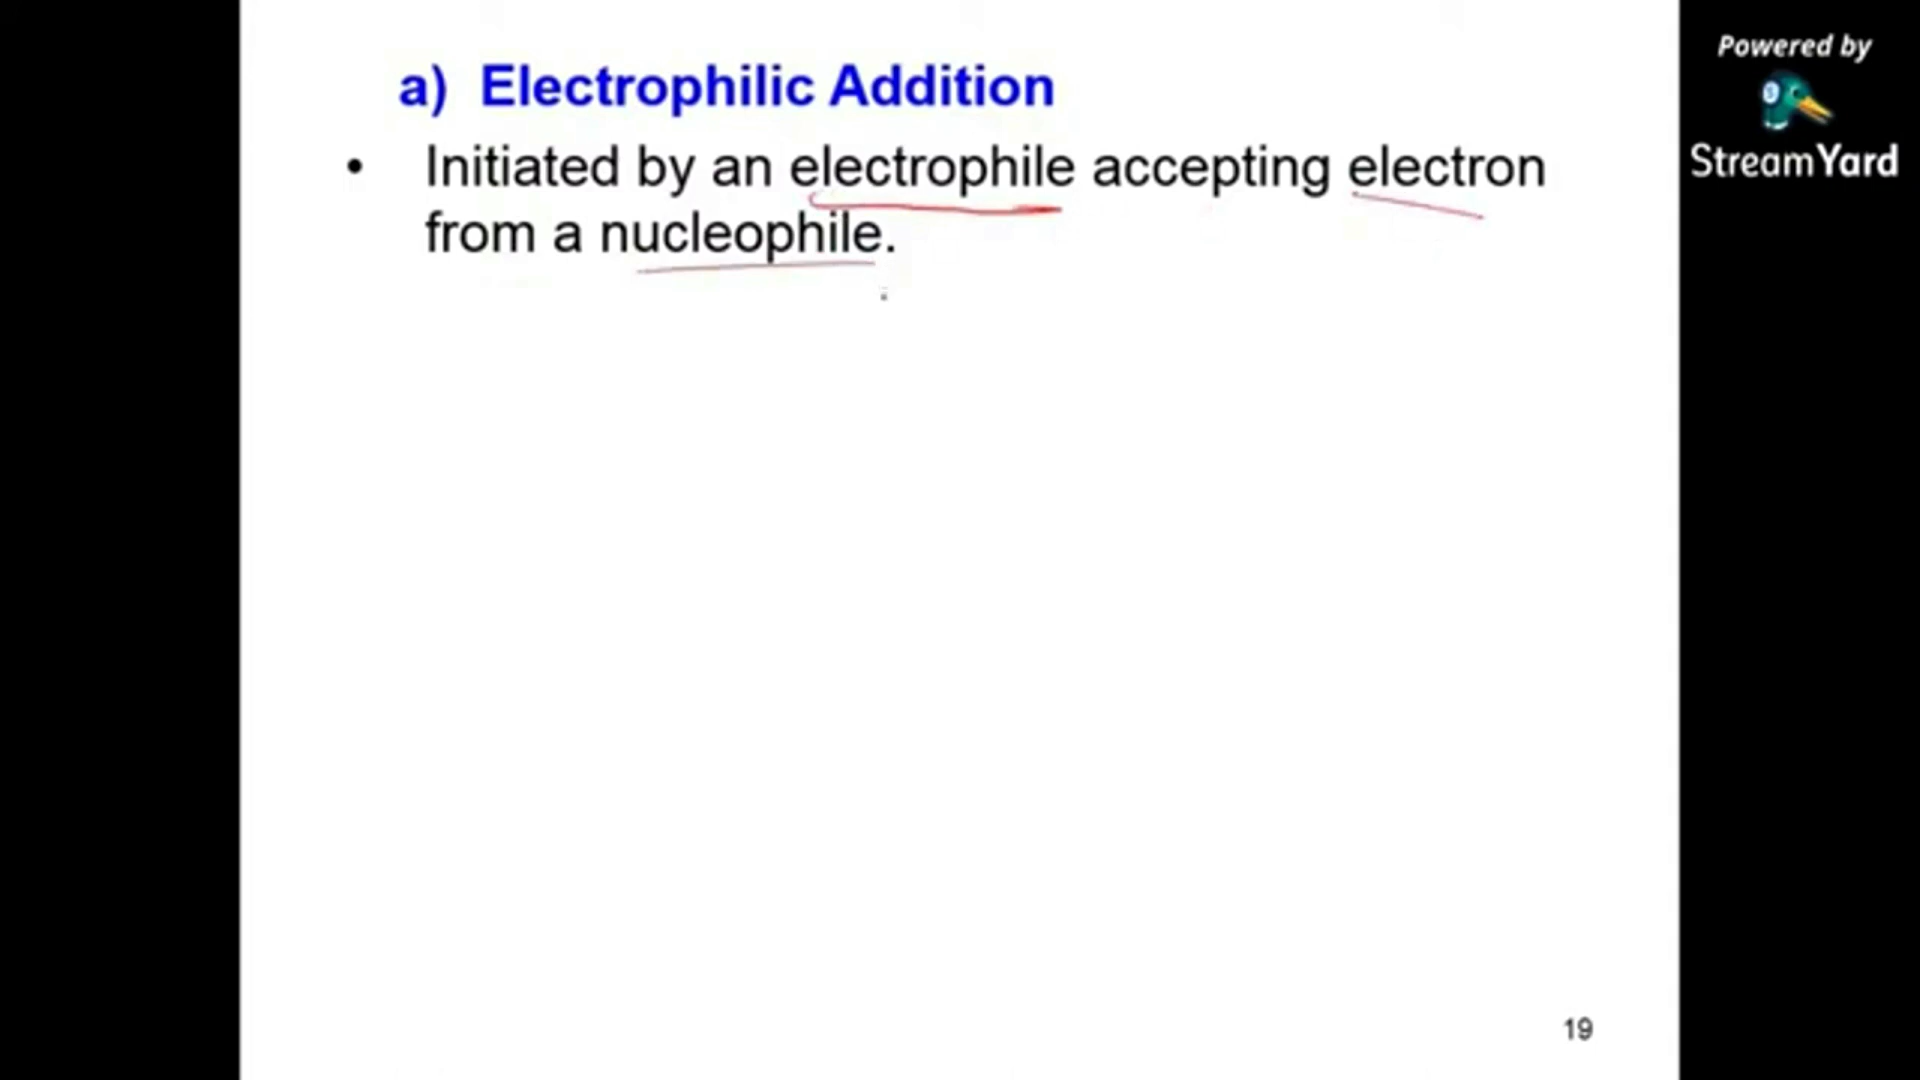 a) Electrophilic Addition
• Initiated by an electrophile accepting electron
from a nucleophile.
Powered by
StreamYard
19